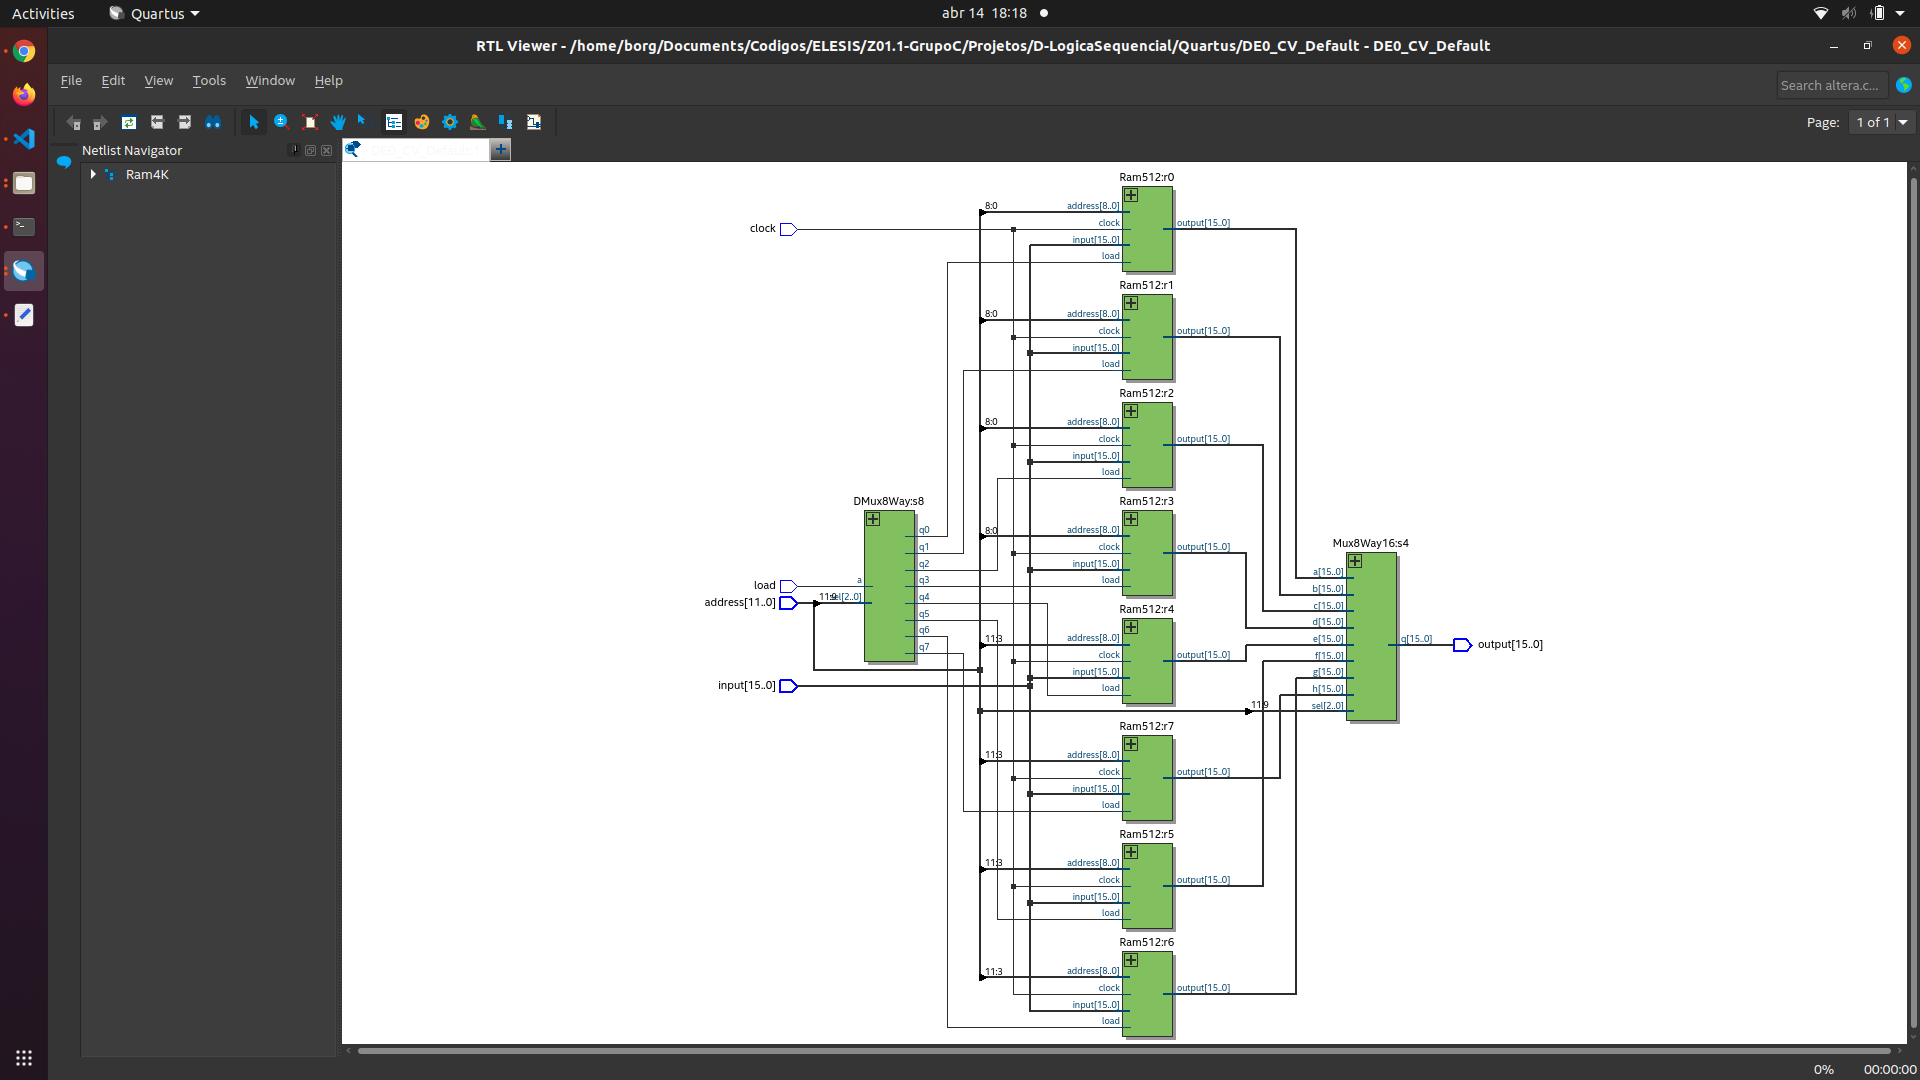 Activities
Quartus
abr 14 18:18
RTL Viewer - /home/borg/Documents/Codigos/ELESIS/Z01.1-GrupoC/Projetos/D-LogicaSequencial/Quartus/DE0_CV_Default - DE0_CV_Default
File Edit View Tools Window Help
Search altera.c...
Page: 1 of 1
Netlist Navigator
Ram4K
Ram512:r0
8:0
address[8..0]
clock
clock
input[15..0]
load
output[15..0]
Ram512:r1
8:0
address[8..0]
clock
input[15..0]
load
output[15..0]
Ram512:r2
8:0
address[8..0]
clock
input[15..0]
load
output[15..0]
DMux8Way:s8
q0
q1
q2
q3
q4
q5
q6
q7
load
a
address[11..0]
11:9
input[15..0]
Ram512:r3
8:0
address[8..0]
clock
input[15..0]
load
output[15..0]
Ram512:r4
11:3
address[8..0]
clock
input[15..0]
load
output[15..0]
Mux8Way16:s4
a[15..0]
b[15..0]
c[15..0]
d[15..0]
e[15..0]
f[15..0]
g[15..0]
h[15..0]
sel[2..0]
q[15..0]
output[15..0]
Ram512:r7
11:3
address[8..0]
clock
input[15..0]
load
output[15..0]
Ram512:r5
11:3
address[8..0]
clock
input[15..0]
load
output[15..0]
Ram512:r6
11:3
address[8..0]
clock
input[15..0]
load
output[15..0]
0% 00:00:00